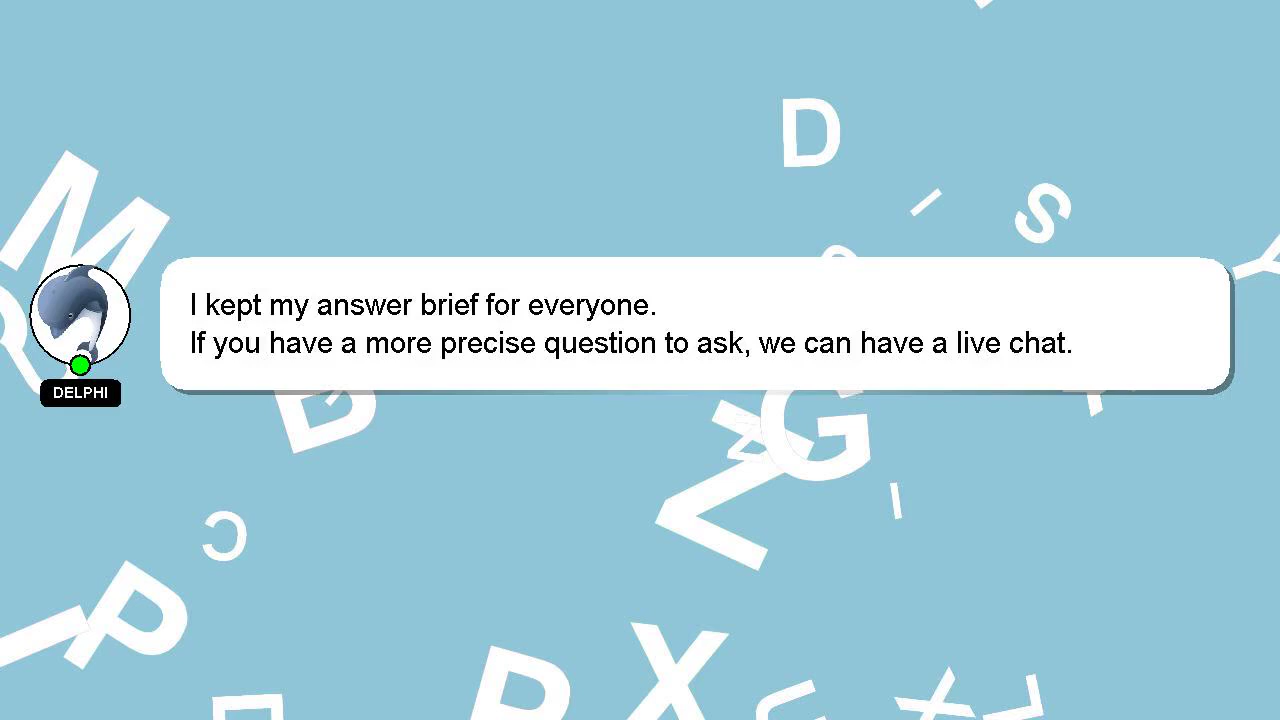 D
I
S
M
Y
I kept my answer brief for everyone.
If you have a more precise question to ask, we can have a live chat.
DELPHI
B
G
Z
Z
I
C
P
I
P
X
U
X
L